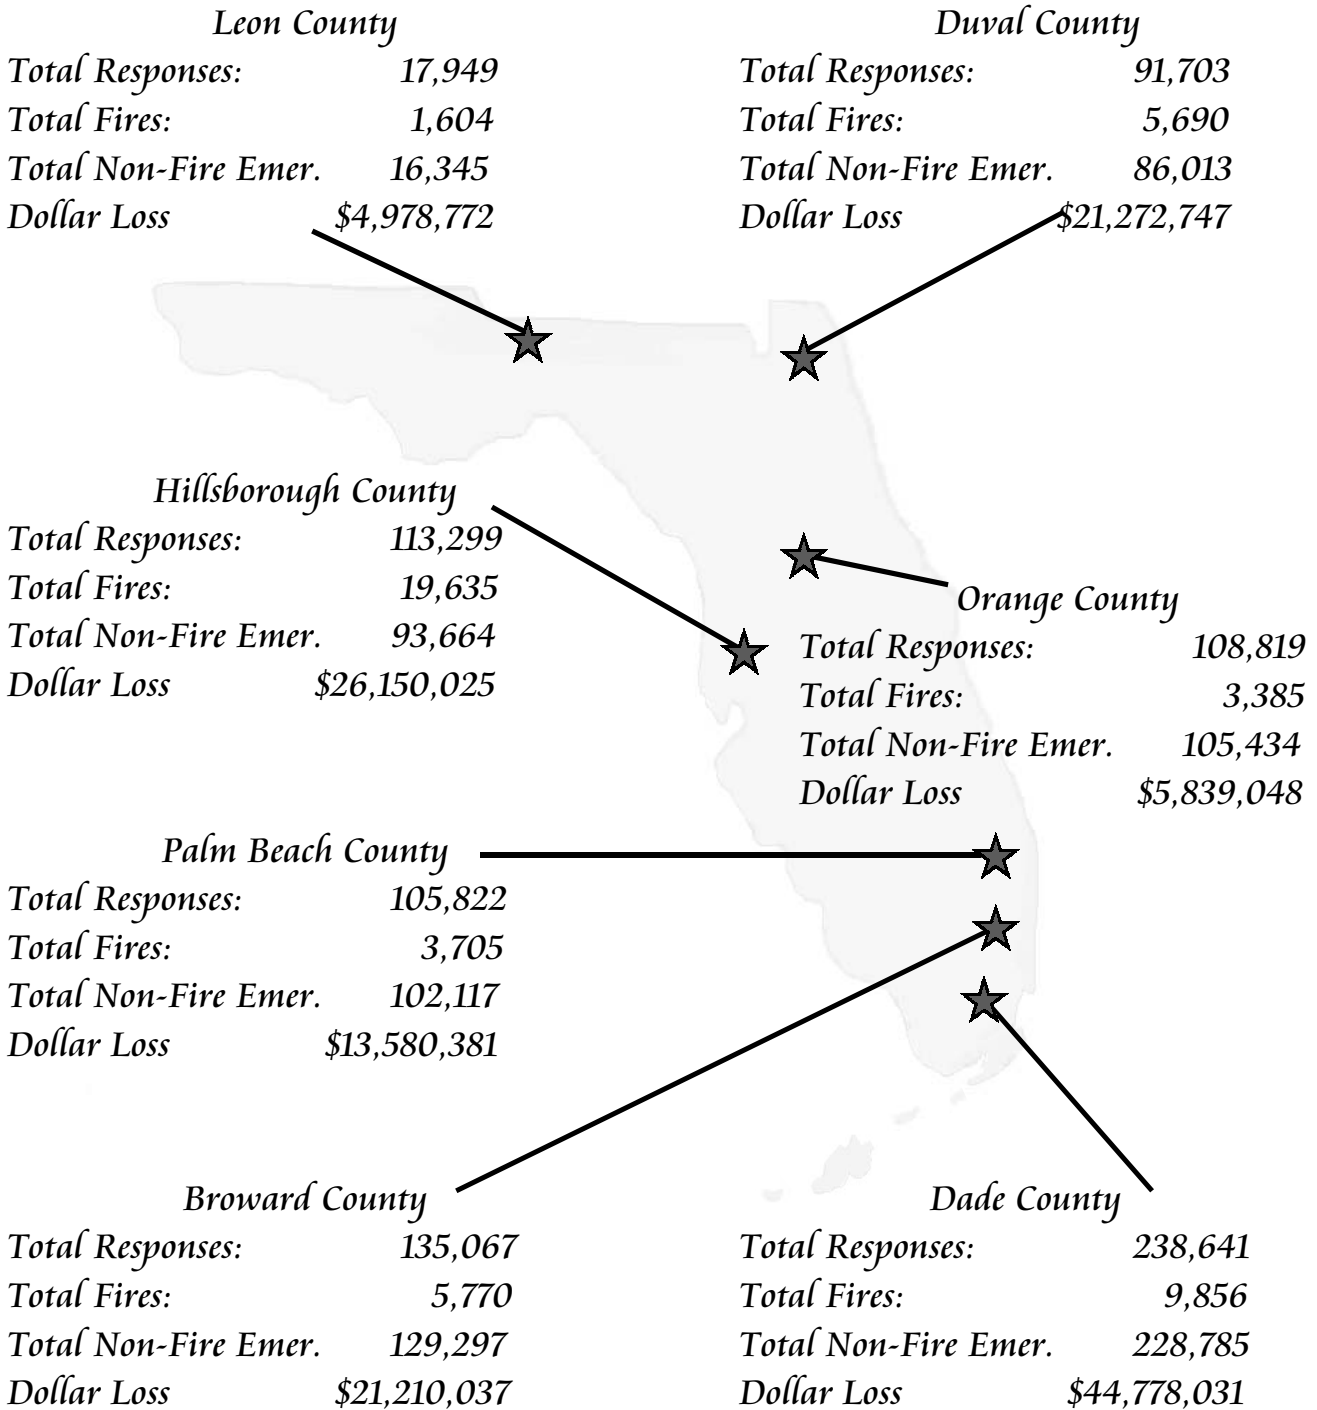 Leon County
Total Responses: 17,949
Total Fires: 1,604
Total Non-Fire Emer. 16,345
Dollar Loss $4,978,772
Duval County
Total Responses: 91,703
Total Fires: 5,690
Total Non-Fire Emer. 86,013
Dollar Loss $21,272,747
Hillsborough County
Total Responses: 113,299
Total Fires: 19,635
Total Non-Fire Emer. 93,664
Dollar Loss $26,150,025
Orange County
Total Responses: 108,819
Total Fires: 3,385
Total Non-Fire Emer. 105,434
Dollar Loss $5,839,048
Palm Beach County
Total Responses: 105,822
Total Fires: 3,705
Total Non-Fire Emer. 102,117
Dollar Loss $13,580,381
Broward County
Total Responses: 135,067
Total Fires: 5,770
Total Non-Fire Emer. 129,297
Dollar Loss $21,210,037
Dade County
Total Responses: 238,641
Total Fires: 9,856
Total Non-Fire Emer. 228,785
Dollar Loss $44,778,031